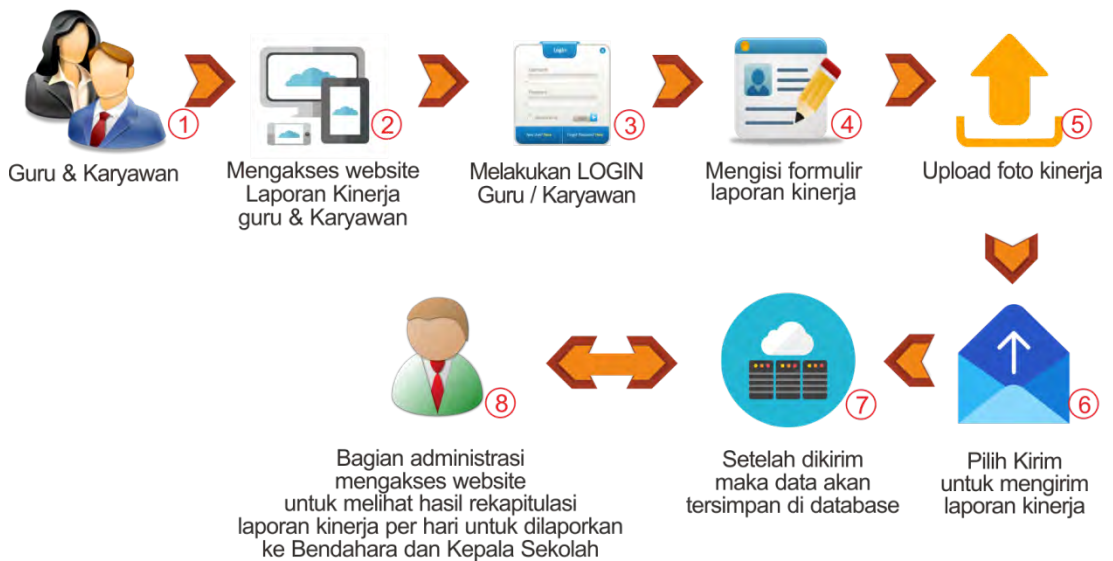 1
Guru & Karyawan
2
Mengakses website
Laporan Kinerja
guru & Karyawan
Login
Username
Password
3
Melakukan LOGIN
Guru / Karyawan
4
Mengisi formulir
laporan kinerja
5
Upload foto kinerja
6
Pilih Kirim
untuk mengirim
laporan kinerja
7
Setelah dikirim
maka data akan
tersimpan di database
8
Bagian administrasi
mengakses website
untuk melihat hasil rekapitulasi
laporan kinerja per hari untuk dilaporkan
ke Bendahara dan Kepala Sekolah